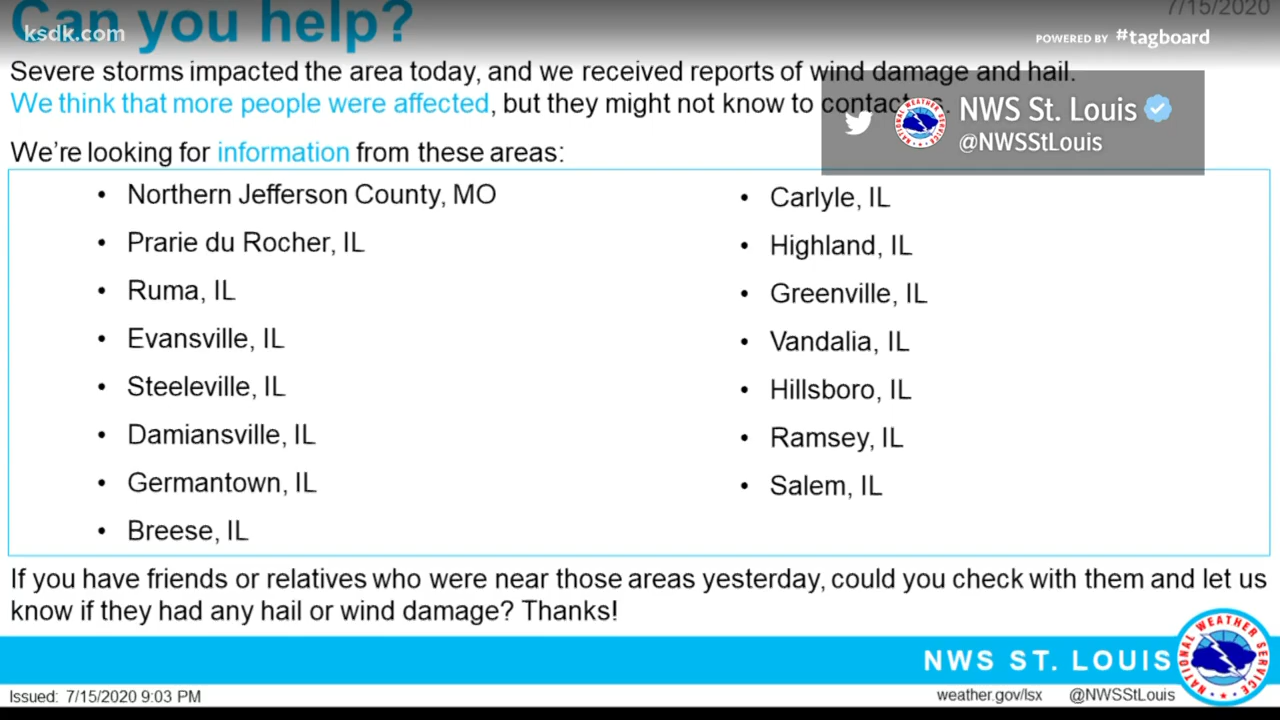 7/15/2020
Can you help?
ksdk.com
POWERED BY #tagboard
Severe storms impacted the area today, and we received reports of wind damage and hail.
We think that more people were affected, but they might not know to contact
NWS St. Louis
@NWSStLouis
We're looking for information from these areas:
• Northern Jefferson County, MO
• Prarie du Rocher, IL
• Ruma, IL
• Evansville, IL
• Steeleville, IL
• Damiansville, IL
• Germantown, IL
• Breese, IL
• Carlyle, IL
• Highland, IL
• Greenville, IL
• Vandalia, IL
• Hillsboro, IL
• Ramsey, IL
• Salem, IL
If you have friends or relatives who were near those areas yesterday, could you check with them and let us
know if they had any hail or wind damage? Thanks!
NWS ST. LOUIS
NATIONAL WEATHER SERVICE
Issued: 7/15/2020 9:03 PM
weather.gov/lsx @NWSStLouis